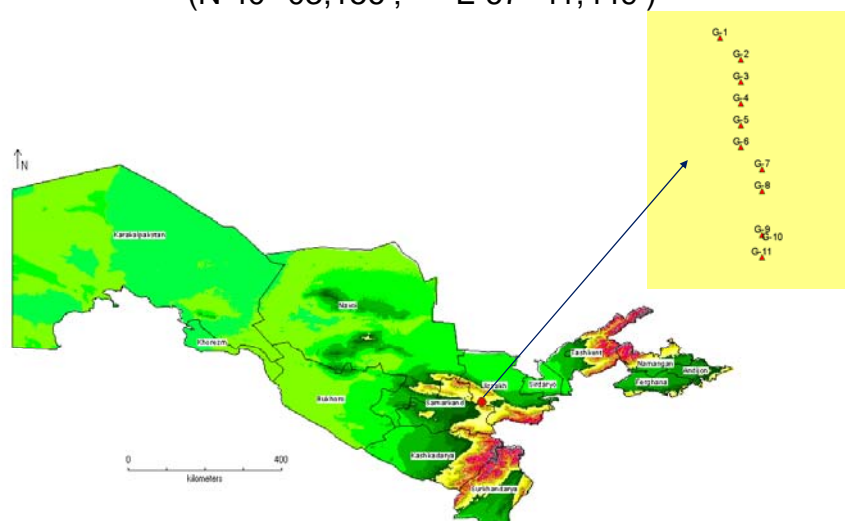 G-1
G-2
G-3
G-4
G-5
G-6
G-7
G-8
G-9
G-10
G-11
N
Karakalpakstan
Navoi
Khorezm
Tashkent
Namangan
Andijon
Jizzakh
Sirdaryo
Ferghana
Bukhoro
Samarkand
Kashkadarya
Surkhandarya
0 400
kilometers